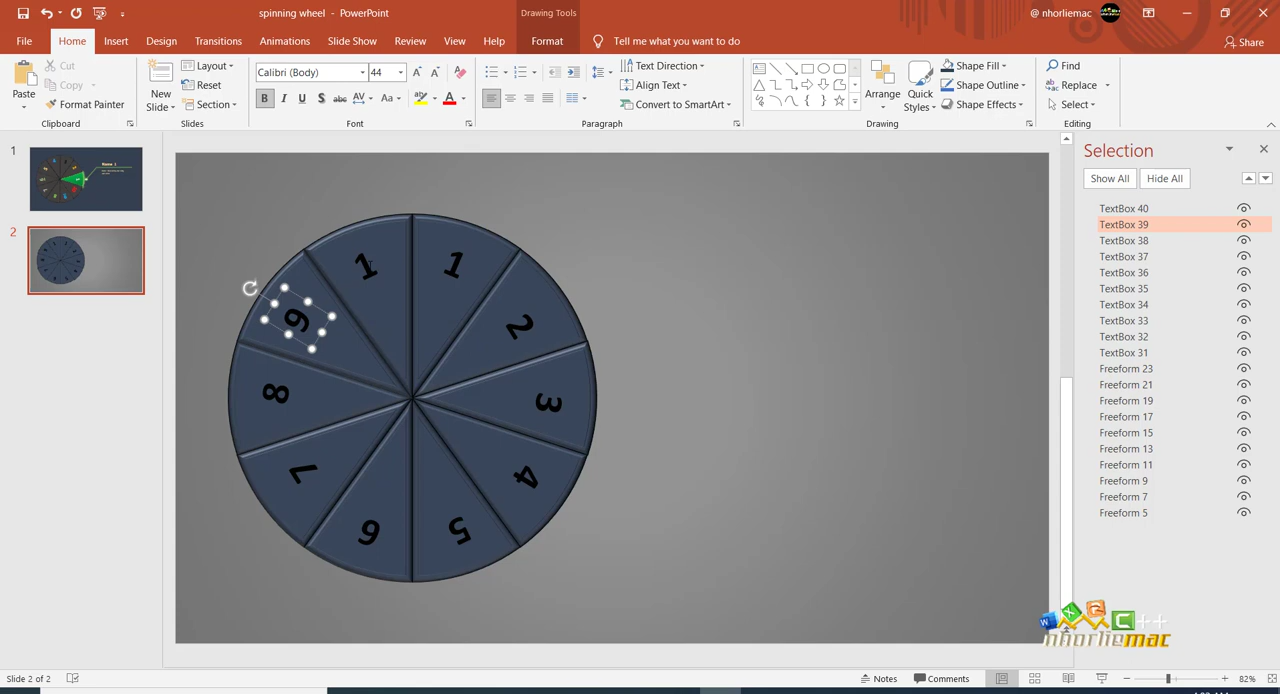 spinning wheel - PowerPoint
Drawing Tools
@ nhorliemac
File Home Insert Design Transitions Animations Slide Show Review View Help Format Tell me what you want to do Share
Paste
Cut
Copy
Format Painter
Clipboard
New Slide
Layout
Reset
Section
Slides
Calibri (Body) 44
B I U S abc AV Aa A
Font
Text Direction
Align Text
Convert to SmartArt
Paragraph
Arrange
Quick Styles
Shape Fill
Shape Outline
Shape Effects
Drawing
Find
Replace
Select
Editing
1
2
1
1
2
3
4
5
6
7
8
9
Selection
Show All Hide All
TextBox 40
TextBox 39
TextBox 38
TextBox 37
TextBox 36
TextBox 35
TextBox 34
TextBox 33
TextBox 32
TextBox 31
Freeform 23
Freeform 21
Freeform 19
Freeform 17
Freeform 15
Freeform 13
Freeform 11
Freeform 9
Freeform 7
Freeform 5
nhorliemac
Slide 2 of 2
Notes Comments 82%